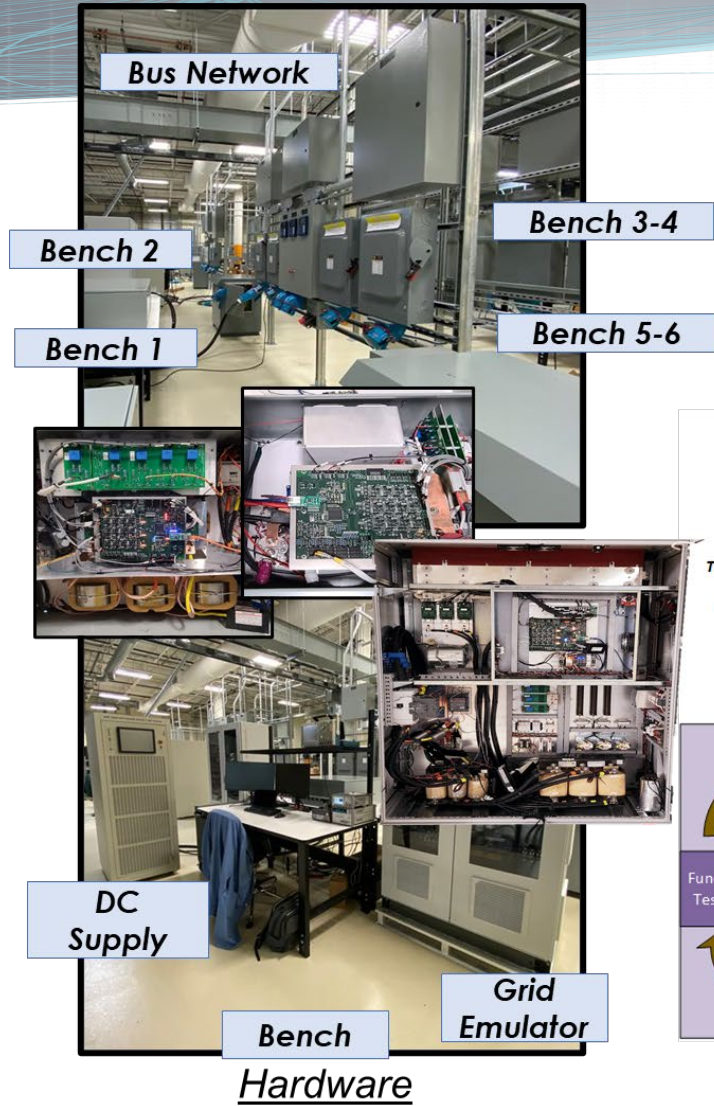 Bus Network
Bench 3-4
Bench 2
Bench 5-6
Bench 1
DC
Supply
Grid
Emulator
Bench
Hardware